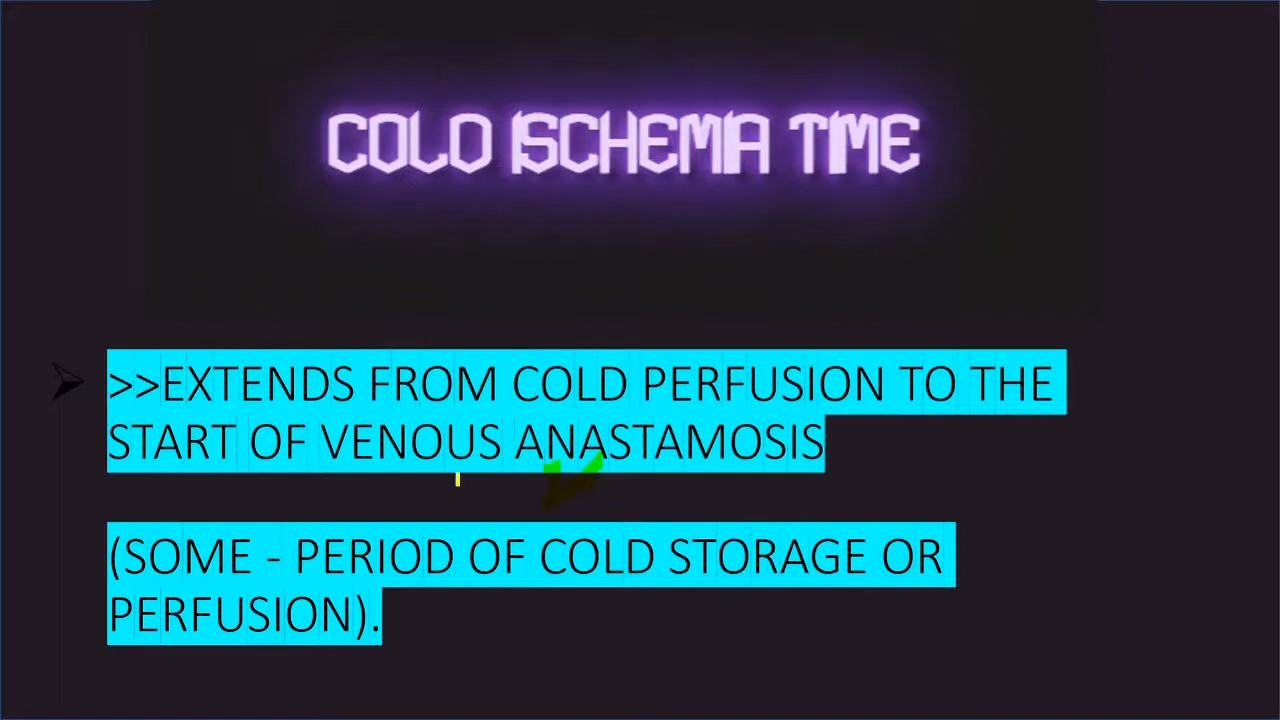 COLD ISCHEMIA TIME
>>EXTENDS FROM COLD PERFUSION TO THE
START OF VENOUS ANASTAMOSIS
(SOME - PERIOD OF COLD STORAGE OR
PERFUSION).